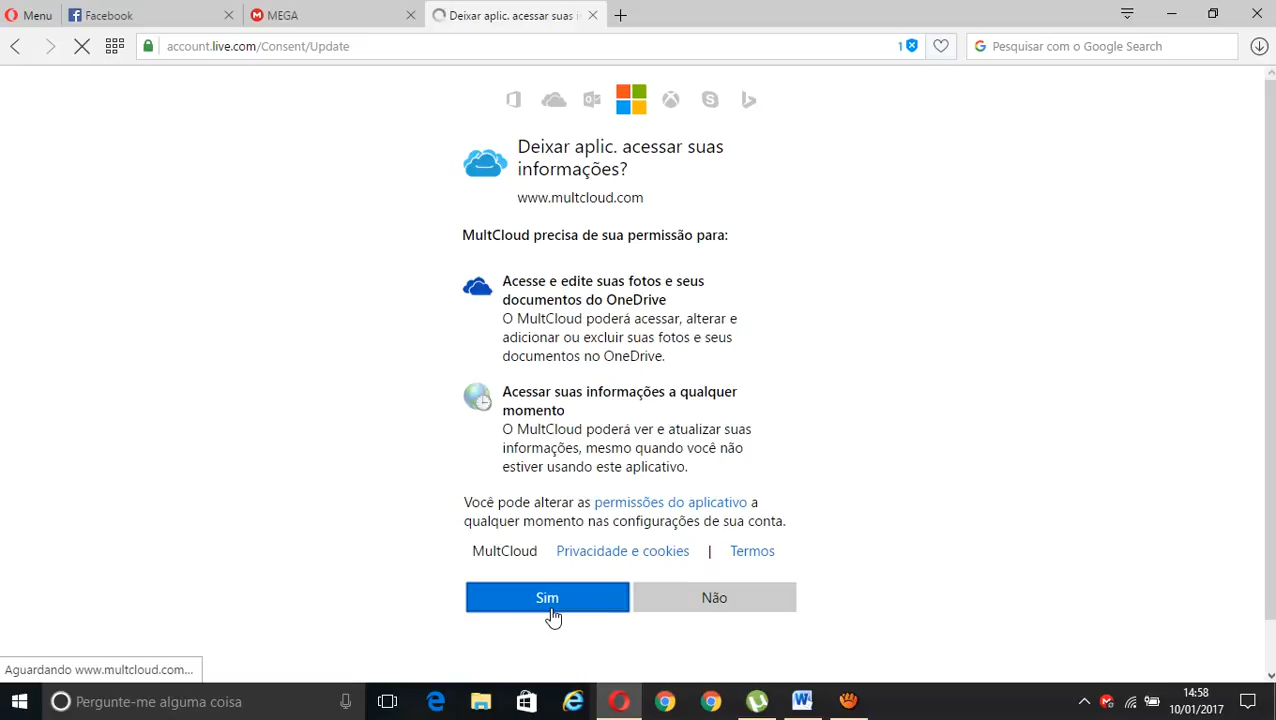 Menu
Facebook
MEGA
Deixar aplic. acessar suas i
account.live.com/Consent/Update
1
Pesquisar com o Google Search
Deixar aplic. acessar suas
informações?
www.multcloud.com
MultCloud precisa de sua permissão para:
Acesse e edite suas fotos e seus
documentos do OneDrive
O MultCloud poderá acessar, alterar e
adicionar ou excluir suas fotos e seus
documentos no OneDrive.
Acessar suas informações a qualquer
momento
O MultCloud poderá ver e atualizar suas
informações, mesmo quando você não
estiver usando este aplicativo.
Você pode alterar as permissões do aplicativo a
qualquer momento nas configurações de sua conta.
MultCloud Privacidade e cookies | Termos
Sim Não
Aguardando www.multcloud.com...
Pergunte-me alguma coisa
14:58
10/01/2017